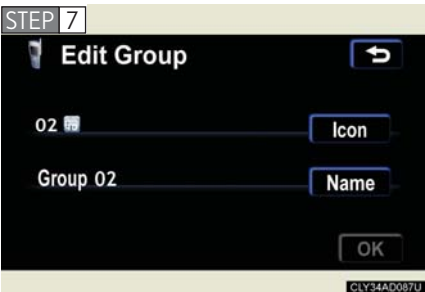 STEP 7
Edit Group
02
Icon
Group 02
Name
OK
CLY34AD087U